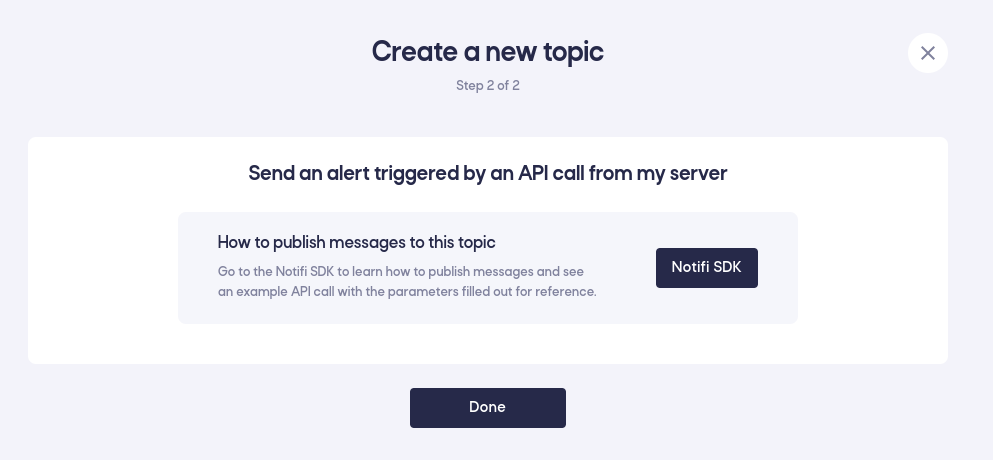 Create a new topic
Step 2 of 2
Send an alert triggered by an API call from my server
How to publish messages to this topic
Go to the Notifi SDK to learn how to publish messages and see
an example API call with the parameters filled out for reference.
Notifi SDK
Done